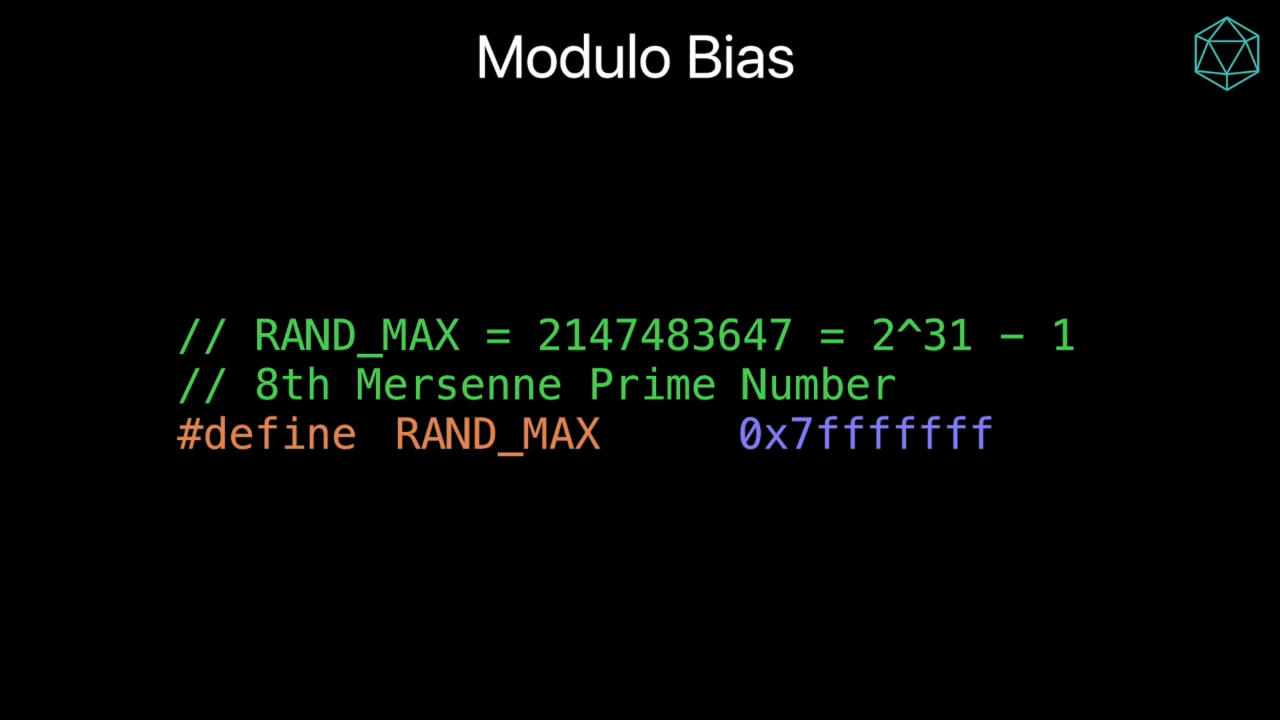 Modulo Bias
// RAND_MAX = 2147483647 = 2^31 – 1
// 8th Mersenne Prime Number
#define RAND_MAX 0x7fffffff